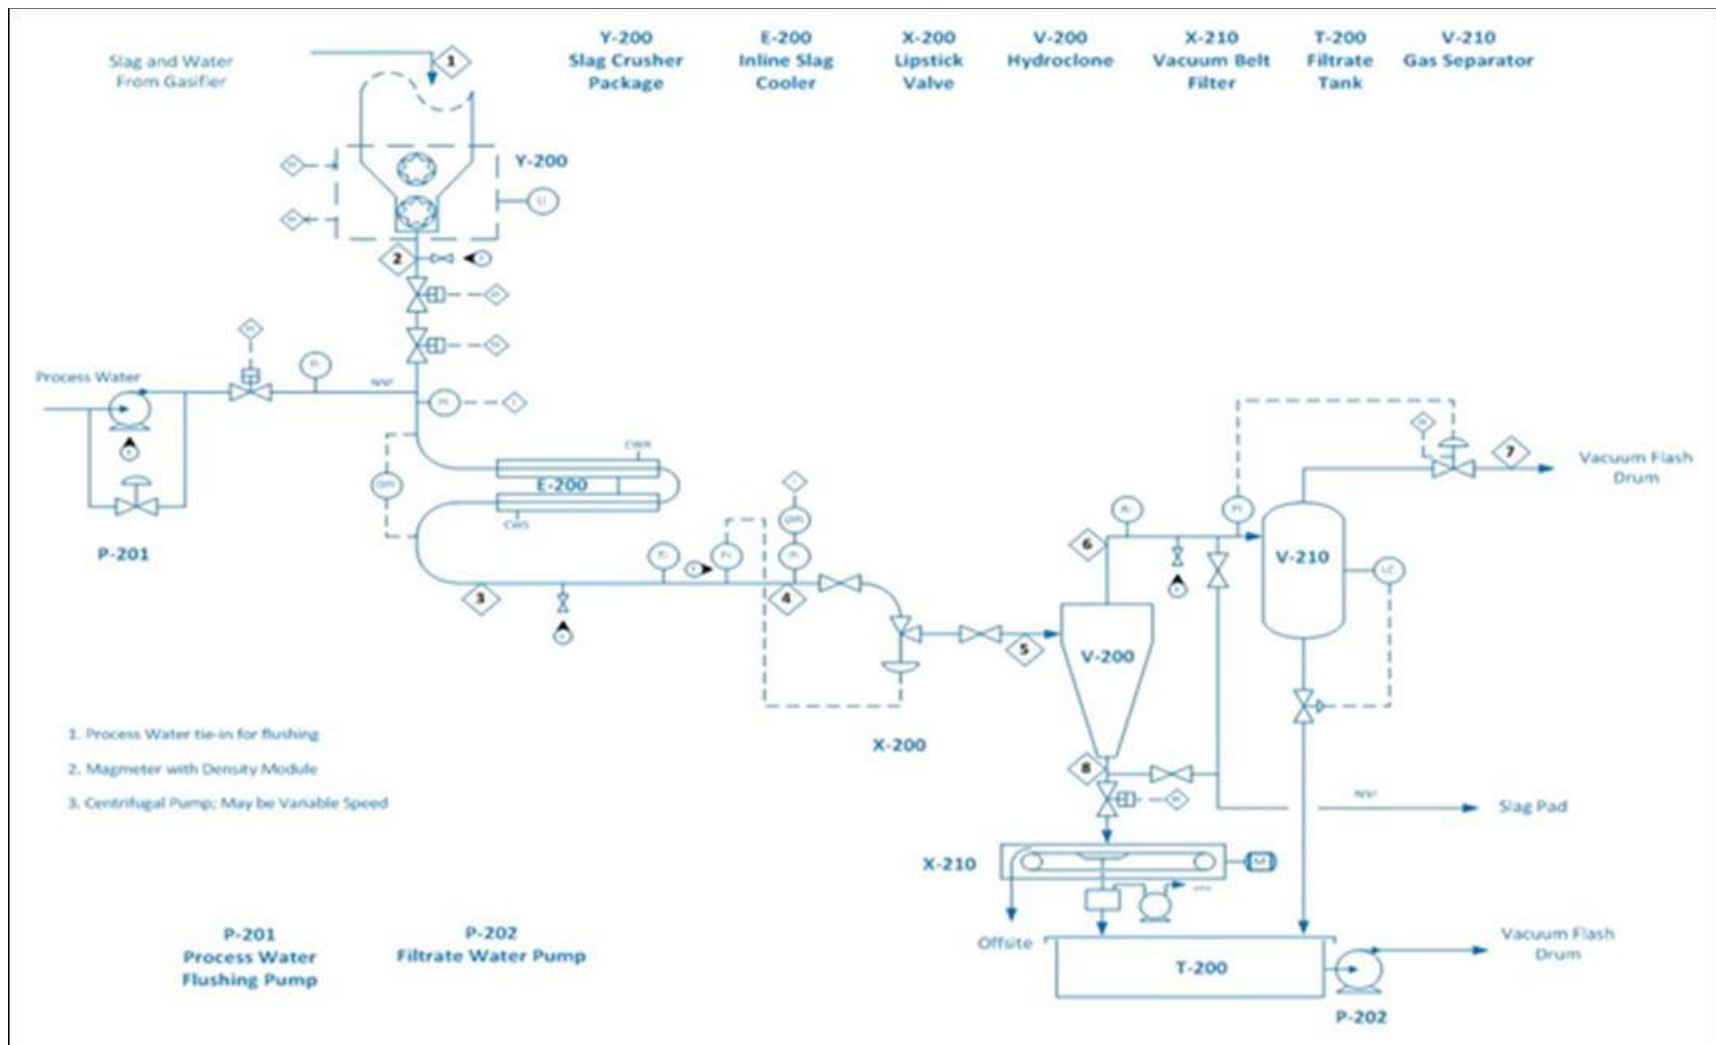 Slag and Water
From Gasifier
1
Y-200
Slag Crusher
Package
E-200
Inline Slag
Cooler
X-200
Lipstick
Valve
V-200
Hydroclone
X-210
Vacuum Belt
Filter
T-200
Filtrate
Tank
V-210
Gas Separator
Y-200
2
Process Water
P-201
CWR
E-200
CWS
3
4
5
X-200
6
V-200
7
Vacuum Flash
Drum
V-210
LC
8
Slag Pad
X-210
M
Offsite
T-200
Vacuum Flash
Drum
P-202
1. Process Water tie-in for flushing
2. Magmeter with Density Module
3. Centrifugal Pump; May be Variable Speed
P-201
Process Water
Flushing Pump
P-202
Filtrate Water Pump